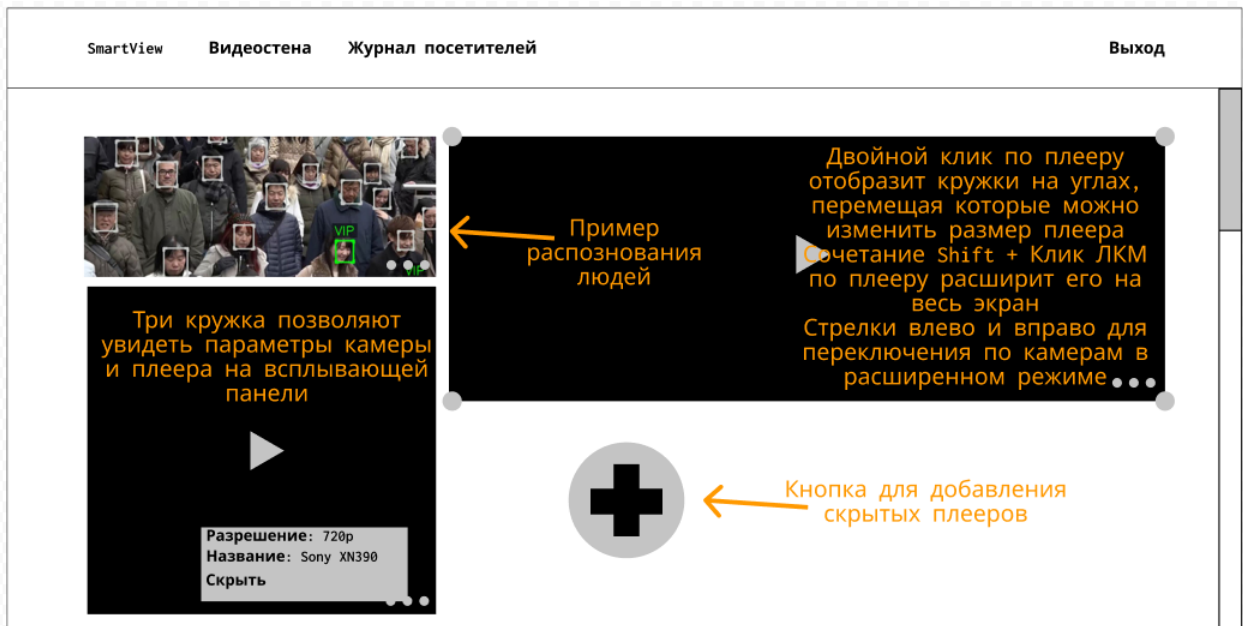 SmartView Видеостена Журнал посетителей Выход
VIP
VIP
Пример
распознования
людей
Двойной клик по плееру
отобразит кружки на углах,
перемещая которые можно
изменить размер плеера
Сочетание Shift + Клик ЛКМ
по плееру расширит его на
весь экран
Стрелки влево и вправо для
переключения по камерам в
расширенном режиме
Три кружка позволяют
увидеть параметры камеры
и плеера на всплывающей
панели
Разрешение: 720p
Название: Sony XN390
Скрыть
Кнопка для добавления
скрытых плееров